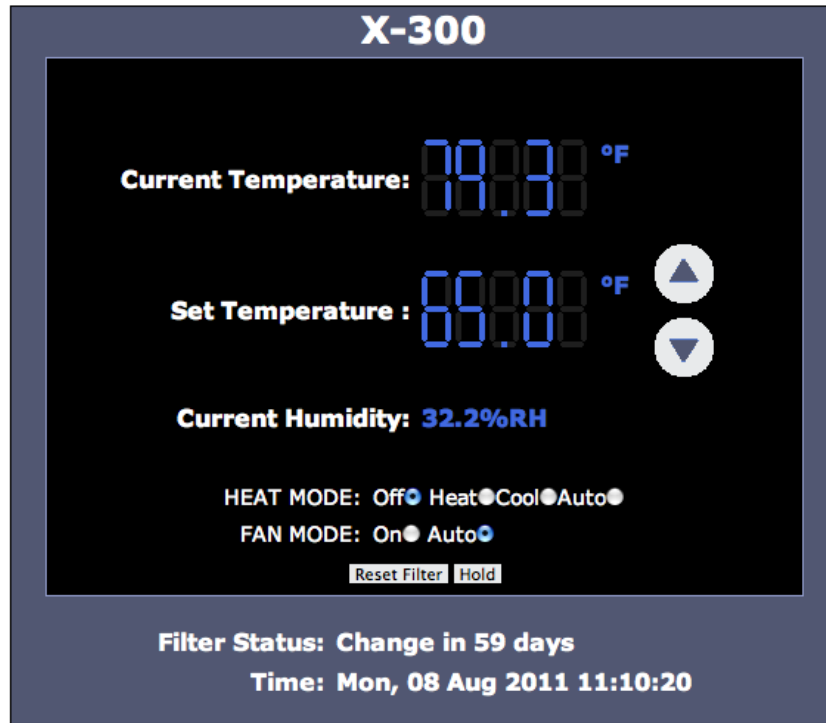 X-300
Current Temperature: 79.3 °F
Set Temperature : 65.0 °F
Current Humidity: 32.2%RH
HEAT MODE: Off Heat Cool Auto
FAN MODE: On Auto
Reset Filter Hold
Filter Status: Change in 59 days
Time: Mon, 08 Aug 2011 11:10:20